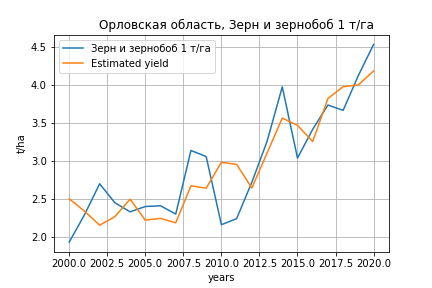 Орловская область, Зерн и зернобоб 1 т/га
Зерн и зернобоб 1 т/га
Estimated yield
4.5
4.0
3.5
3.0
2.5
2.0
t/ha
2000.0 2002.5 2005.0 2007.5 2010.0 2012.5 2015.0 2017.5 2020.0
years